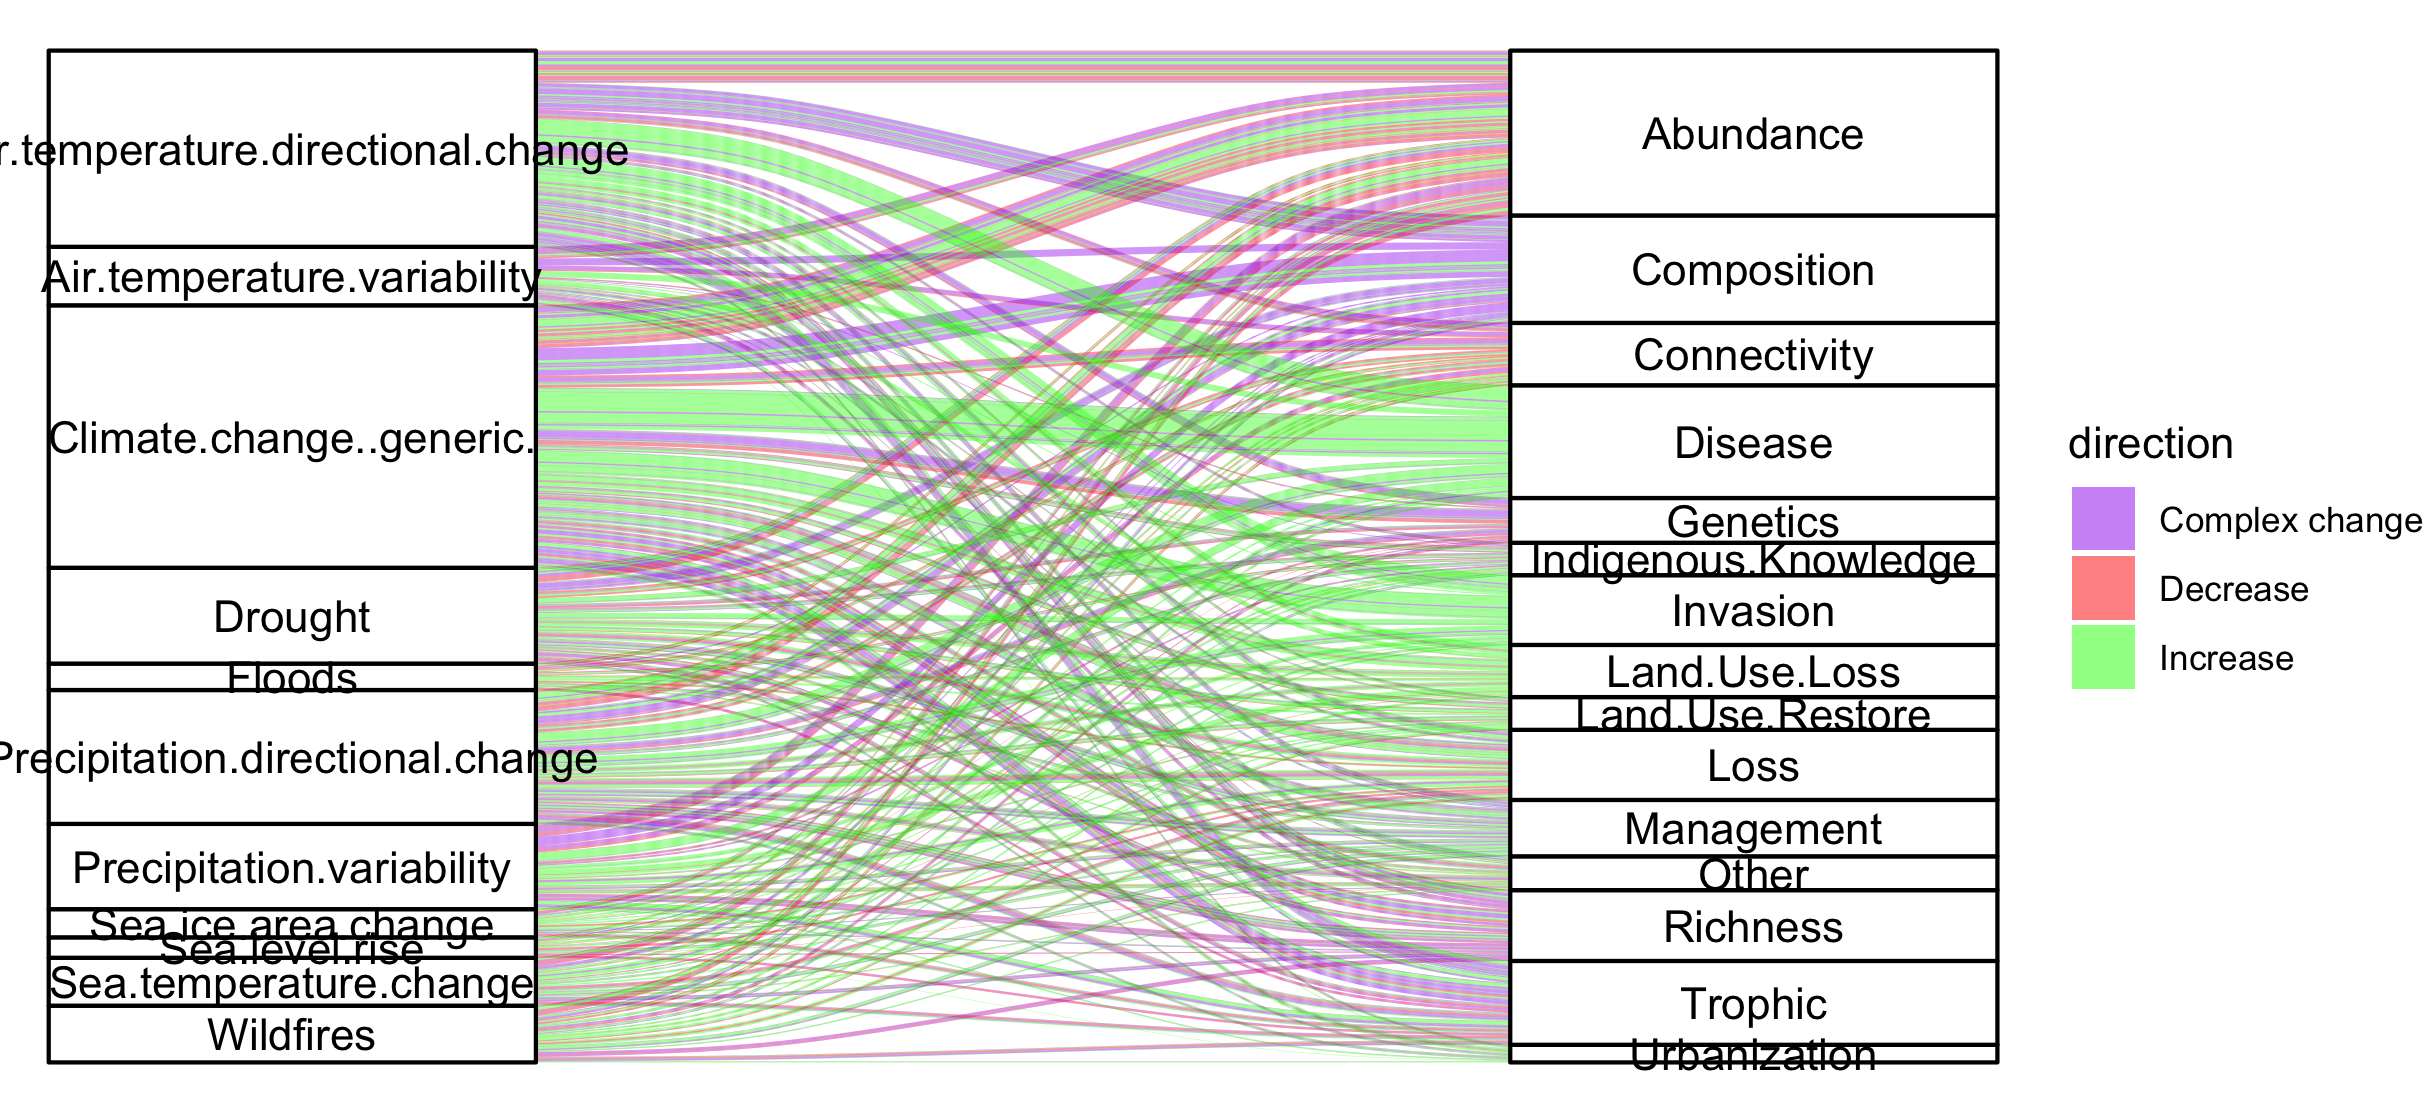 r.temperature.directional.change
Air.temperature.variability
Climate.change..generic.
Drought
Floods
Precipitation.directional.change
Precipitation.variability
Sea.ice.area.change
Sea.level.rise
Sea.temperature.change
Wildfires
Abundance
Composition
Connectivity
Disease
Genetics
Indigenous.Knowledge
Invasion
Land.Use.Loss
Land.Use.Restore
Loss
Management
Other
Richness
Trophic
Urbanization
direction
Complex change
Decrease
Increase